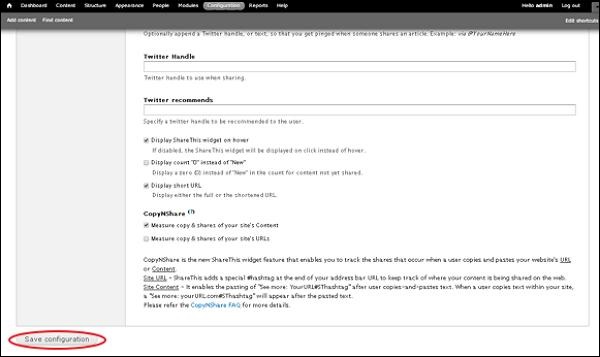 Dashboard Content Structure Appearance People Modules Configuration Reports Help Hello admin Log out
Add content Find content Edit shortcuts
Optionally append a Twitter handle, or text, so that you get pinged when someone shares an article. Example: via @YourNameHere
Twitter Handle
Twitter handle to use when sharing.
Twitter recommends
Specify a twitter handle to be recommended to the user.
Display ShareThis widget on hover
If disabled, the ShareThis widget will be displayed on click instead of hover.
Display count "0" instead of "New"
Display a zero (0) instead of "New" in the count for content not yet shared.
Display short URL
Display either the full or the shortened URL.
CopyNShare (?)
Measure copy & shares of your site's Content
Measure copy & shares of your site's URLs
CopyNShare is the new ShareThis widget feature that enables you to track the shares that occur when a user copies and pastes your website's URL
or Content.
Site URL - ShareThis adds a special #hashtag at the end of your address bar URL to keep track of where your content is being shared on the web.
Site Content - It enables the pasting of "See more: YourURL#SThashtag" after user copies-and-pastes text. When a user copies text within your site,
a "See more: yourURL.com#SThashtag" will appear after the pasted text.
Please refer the CopyNShare FAQ for more details.
Save configuration